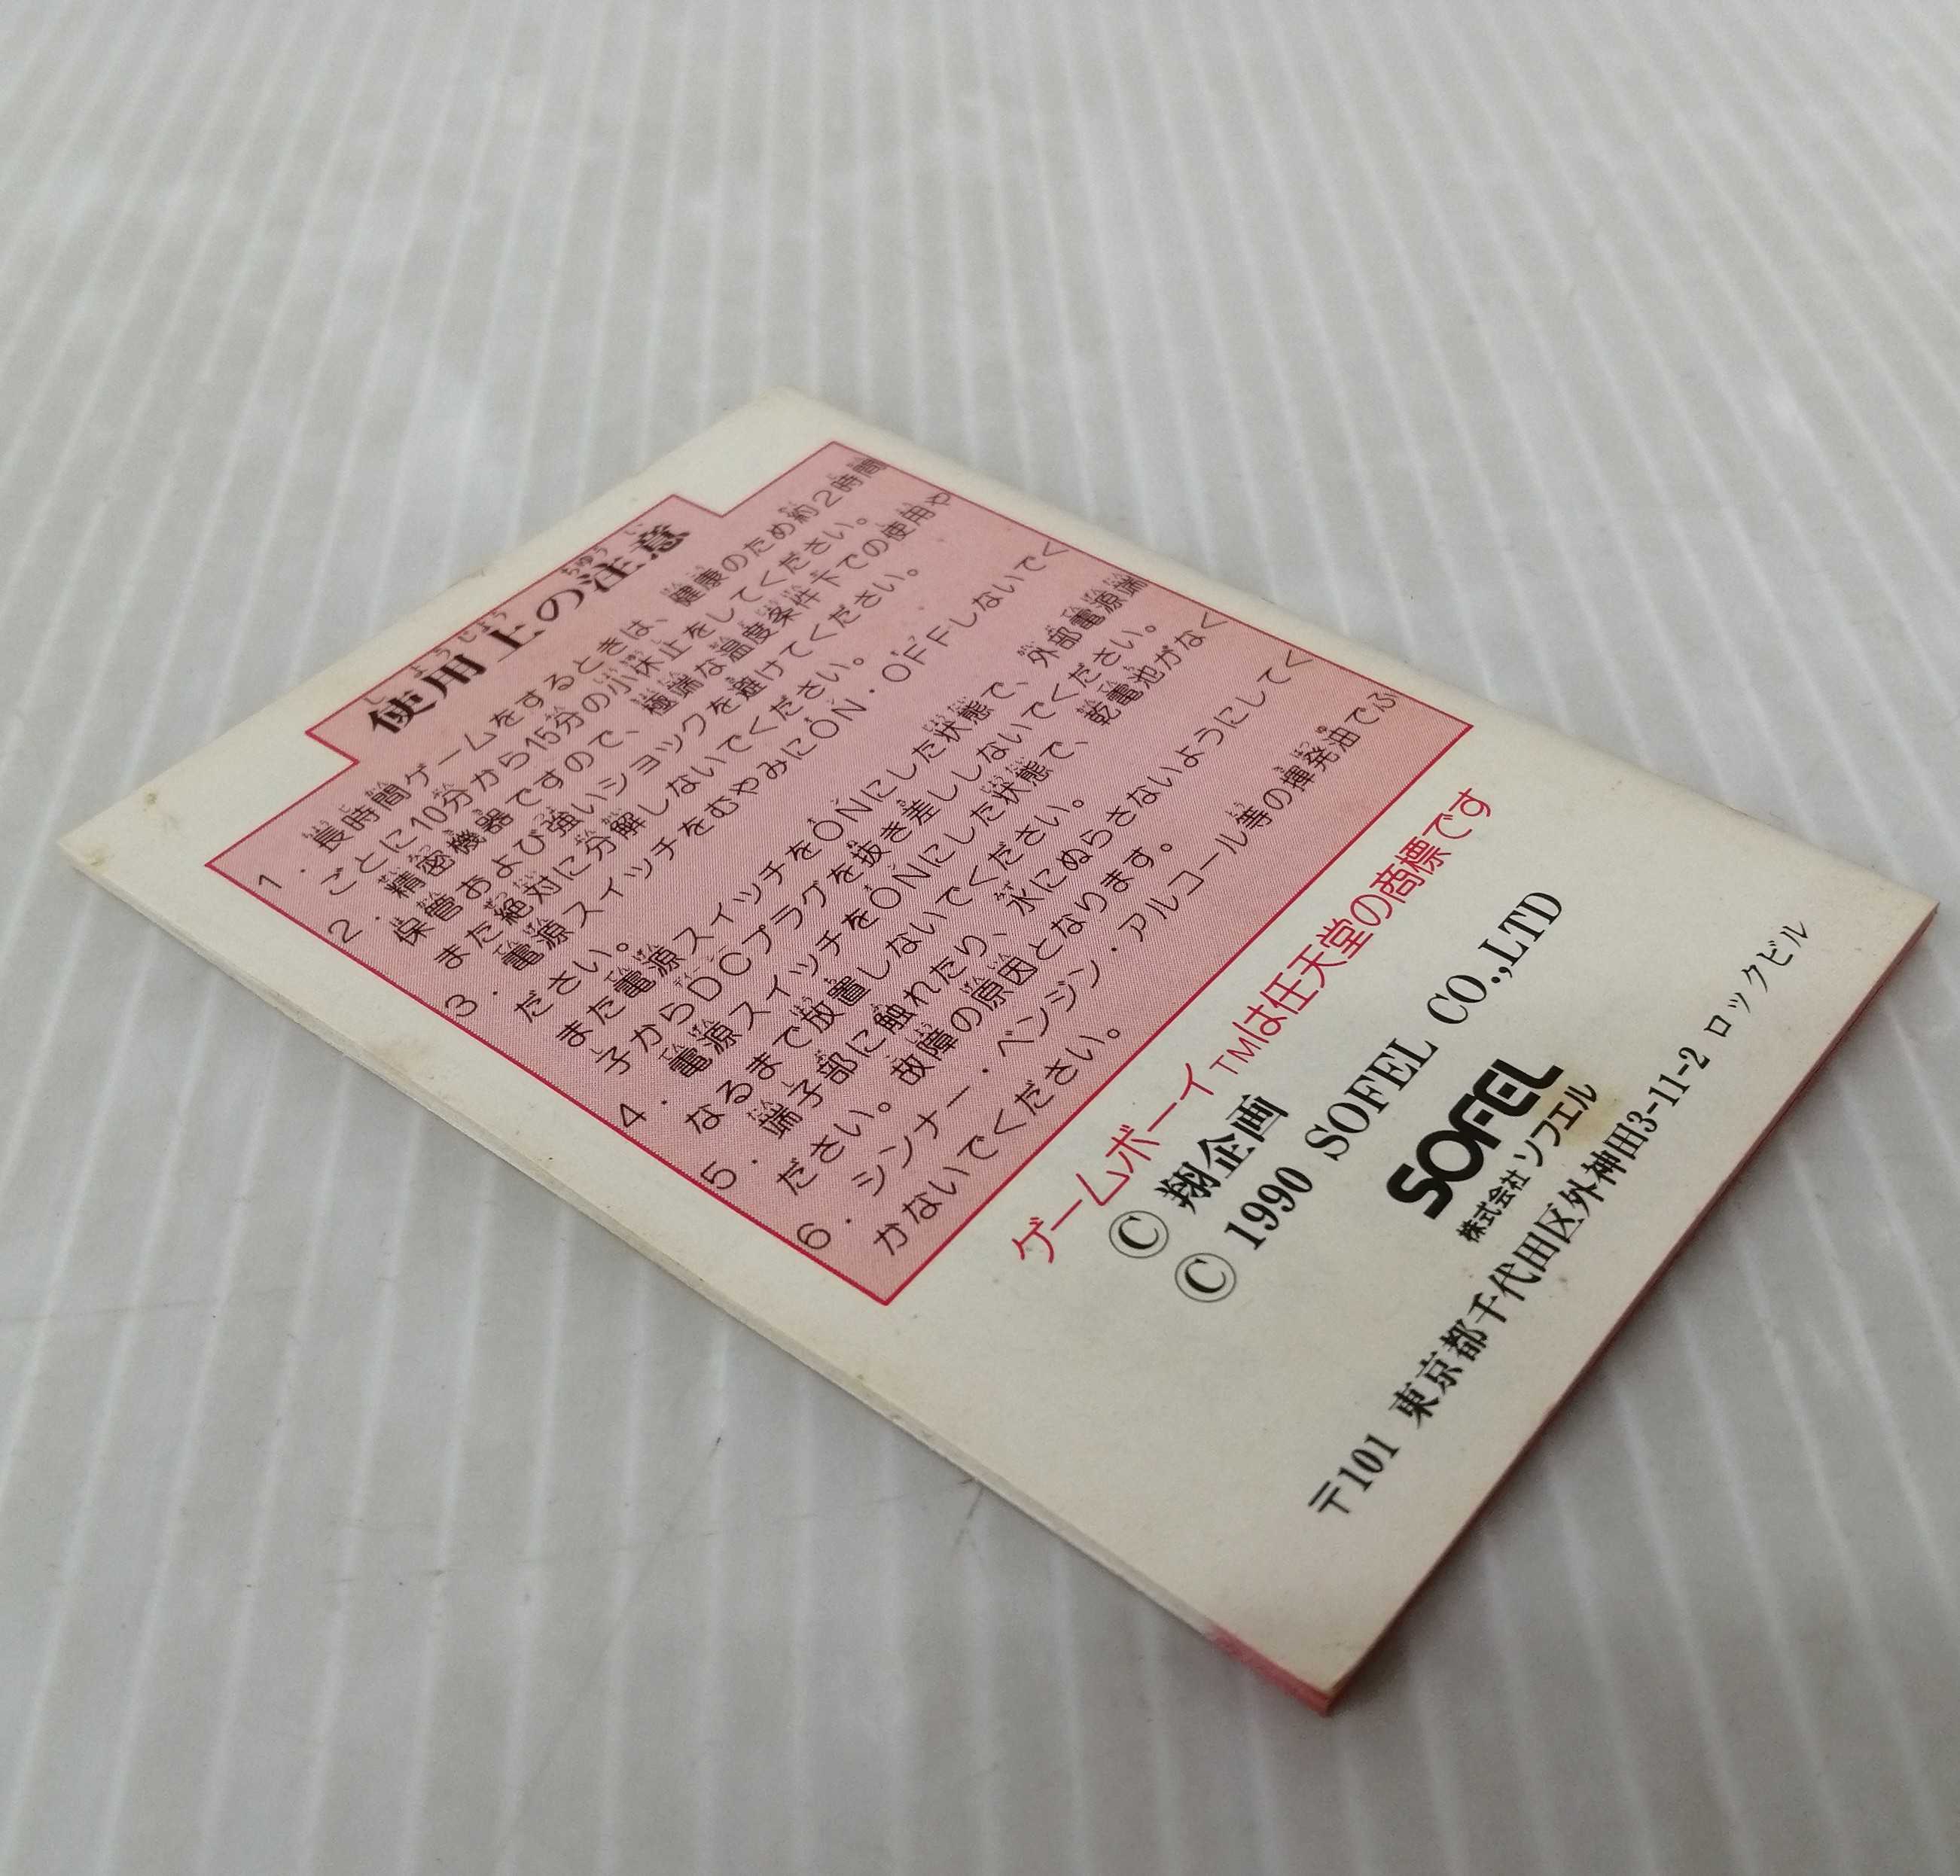 使用上の注意
1. 長時間ゲームをするときは、健康のため約2時間
ごとに10分から15分の小休止をしてください。
2. 精密機器ですので、極端な温度条件下での使用や
保管および強いショックを避けてください。
また絶対に分解しないでください。
3. 電源スイッチをむやみにON・OFFしないでく
ださい。
また電源スイッチをONにした状態で、外部電源端
子からDCプラグを抜き差ししないでください。
4. 電源スイッチをONにした状態で、乾電池がなく
なるまで放置しないでください。
5. 端子部に触れたり、水にぬらさないようにしてく
ださい。故障の原因となります。
6. シンナー・ベンジン・アルコール等の揮発油でふ
かないでください。
ゲームボーイTMは任天堂の商標です
© 翔企画
© 1990 SOFEL CO.,LTD
SOFEL
株式会社 ソフエル
〒101 東京都千代田区外神田3-11-2 ロックビル